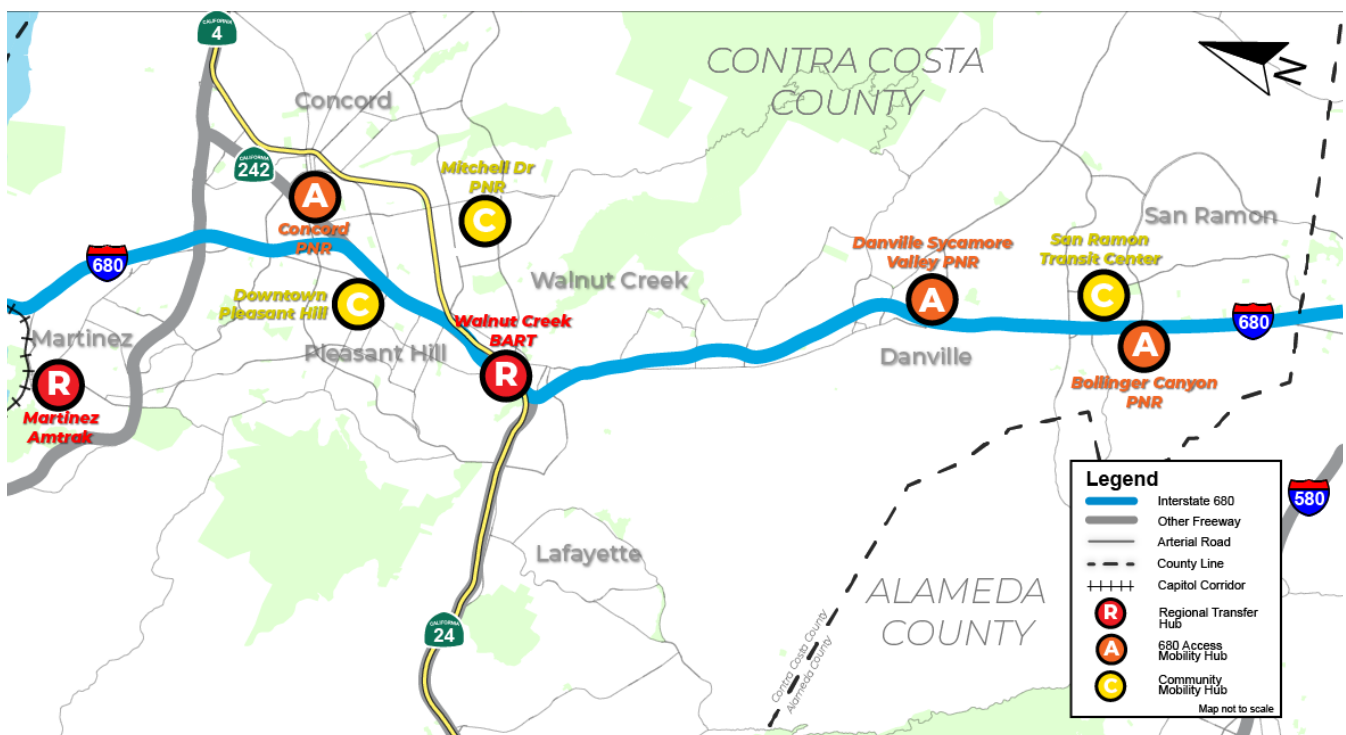 CALIFORNIA
4
CONTRA COSTA
COUNTY
N
Concord
CALIFORNIA
242
Mitchell Dr
PNR
A
C
Concord
PNR
San Ramon
680
Danville Sycamore
Valley PNR
San Ramon
Transit Center
Walnut Creek
Downtown
Pleasant Hill
C
A
C
Walnut Creek
BART
680
Martinez
Pleasant Hill
Danville
A
R
R
Bollinger Canyon
PNR
Martinez
Amtrak
Legend
Interstate 680
Other Freeway
Arterial Road
County Line
Capitol Corridor
R
Regional Transfer
Hub
A
680 Access
Mobility Hub
C
Community
Mobility Hub
Map not to scale
580
Lafayette
ALAMEDA
COUNTY
CALIFORNIA
24
Contra Costa County
Alameda County